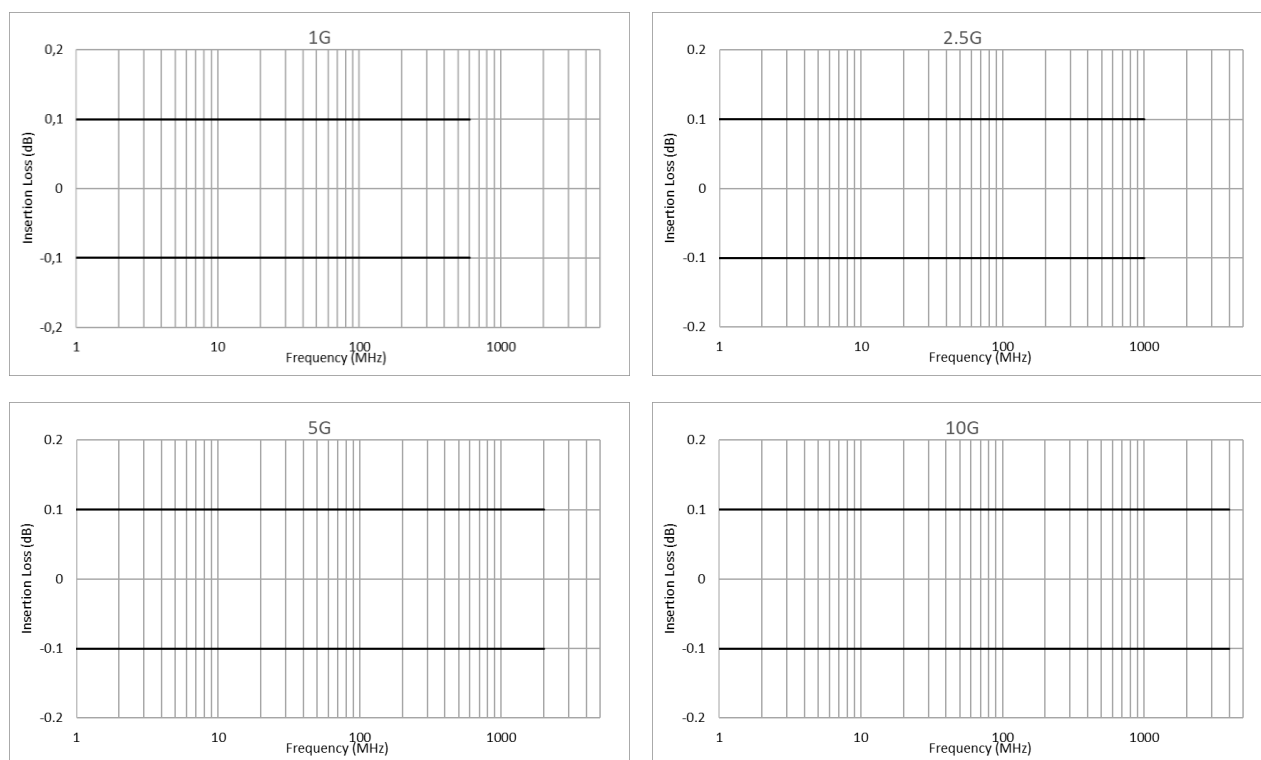 1G
0,2
0,1
0
-0,1
-0,2
Insertion Loss (dB)
1 10 100 1000
Frequency (MHz)
2.5G
0.2
0.1
0
-0.1
-0.2
Insertion Loss (dB)
1 10 100 1000
Frequency (MHz)
5G
0.2
0.1
0
-0.1
-0.2
Insertion Loss (dB)
1 10 100 1000
Frequency (MHz)
10G
0.2
0.1
0
-0.1
-0.2
Insertion Loss (dB)
1 10 100 1000
Frequency (MHz)